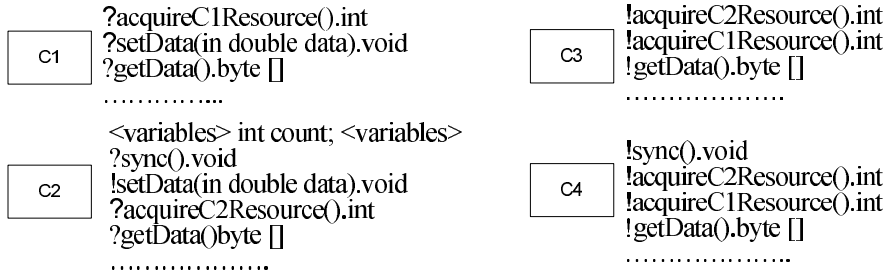 C1
?acquireC1Resource().int
?setData(in double data).void
?getData().byte []
................
C3
!acquireC2Resource().int
!acquireC1Resource().int
!getData().byte []
...................
C2
<variables> int count; <variables>
?sync().void
!setData(in double data).void
?acquireC2Resource().int
?getData()byte []
...................
C4
!sync().void
!acquireC2Resource().int
!acquireC1Resource().int
!getData().byte []
....................